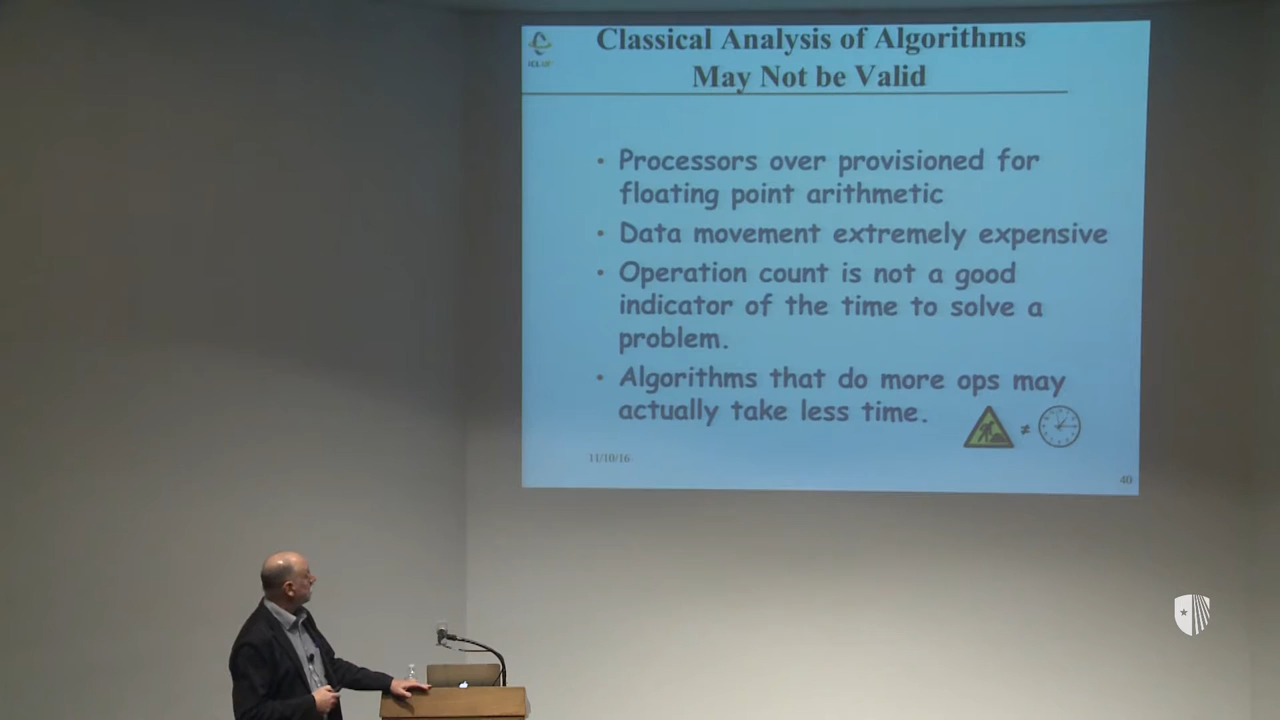 Classical Analysis of Algorithms
May Not be Valid
• Processors over provisioned for
floating point arithmetic
• Data movement extremely expensive
• Operation count is not a good
indicator of the time to solve a
problem.
• Algorithms that do more ops may
actually take less time.
≠
11/10/16
40